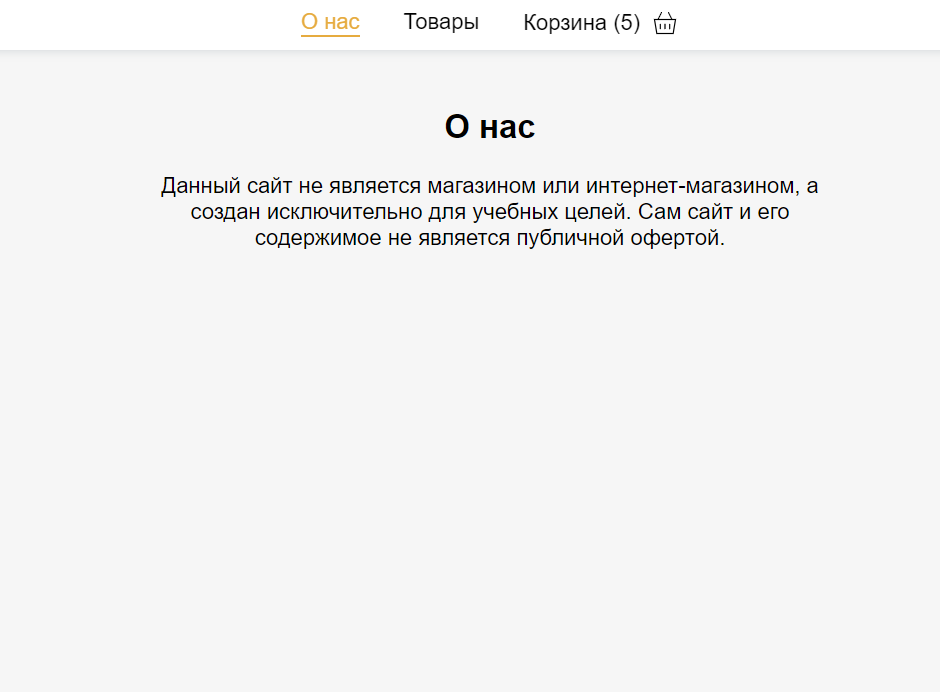 О нас Товары Корзина (5)
О нас
Данный сайт не является магазином или интернет-магазином, а
создан исключительно для учебных целей. Сам сайт и его
содержимое не является публичной офертой.